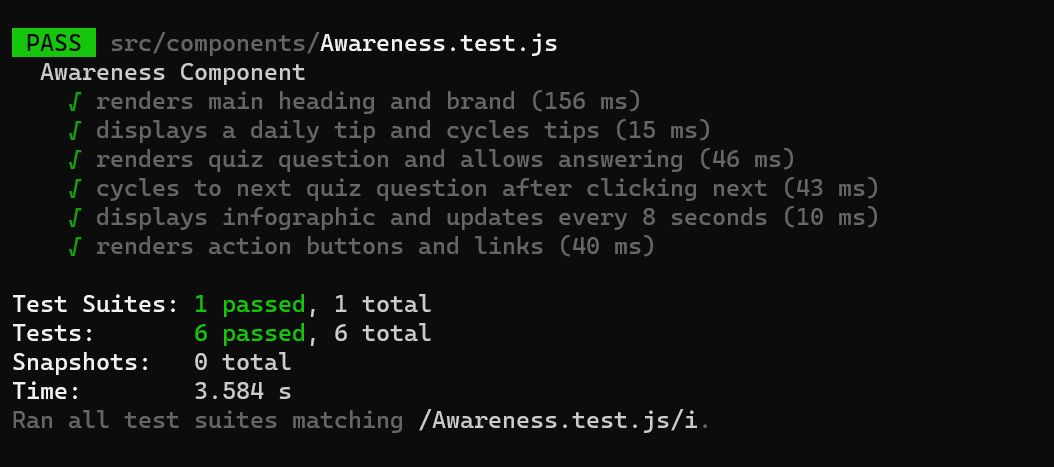 PASS src/components/Awareness.test.js
Awareness Component
√ renders main heading and brand (156 ms)
√ displays a daily tip and cycles tips (15 ms)
√ renders quiz question and allows answering (46 ms)
√ cycles to next quiz question after clicking next (43 ms)
√ displays infographic and updates every 8 seconds (10 ms)
√ renders action buttons and links (40 ms)
Test Suites: 1 passed, 1 total
Tests: 6 passed, 6 total
Snapshots: 0 total
Time: 3.584 s
Ran all test suites matching /Awareness.test.js/i.